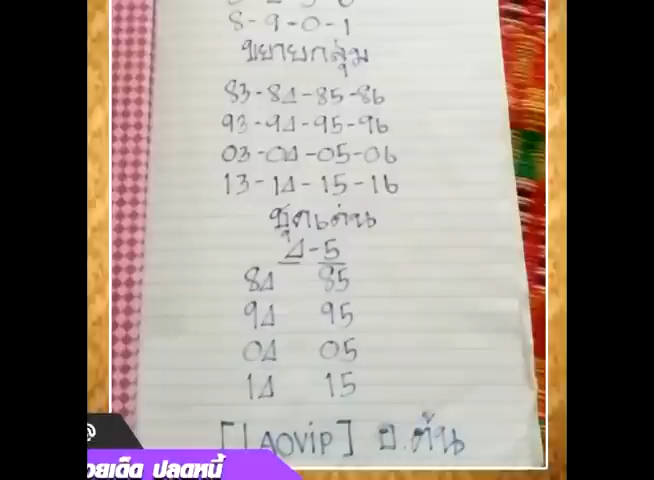 8-9-0-1
ขยายกลุ่ม
83-84-85-86
93-94-95-96
03-04-05-06
13-14-15-16
ชุดเด่น
4-5
84 85
94 95
04 05
14 15
[LAOVIP] อ.ต้น
@
วยเด็ด ปลดหนี้